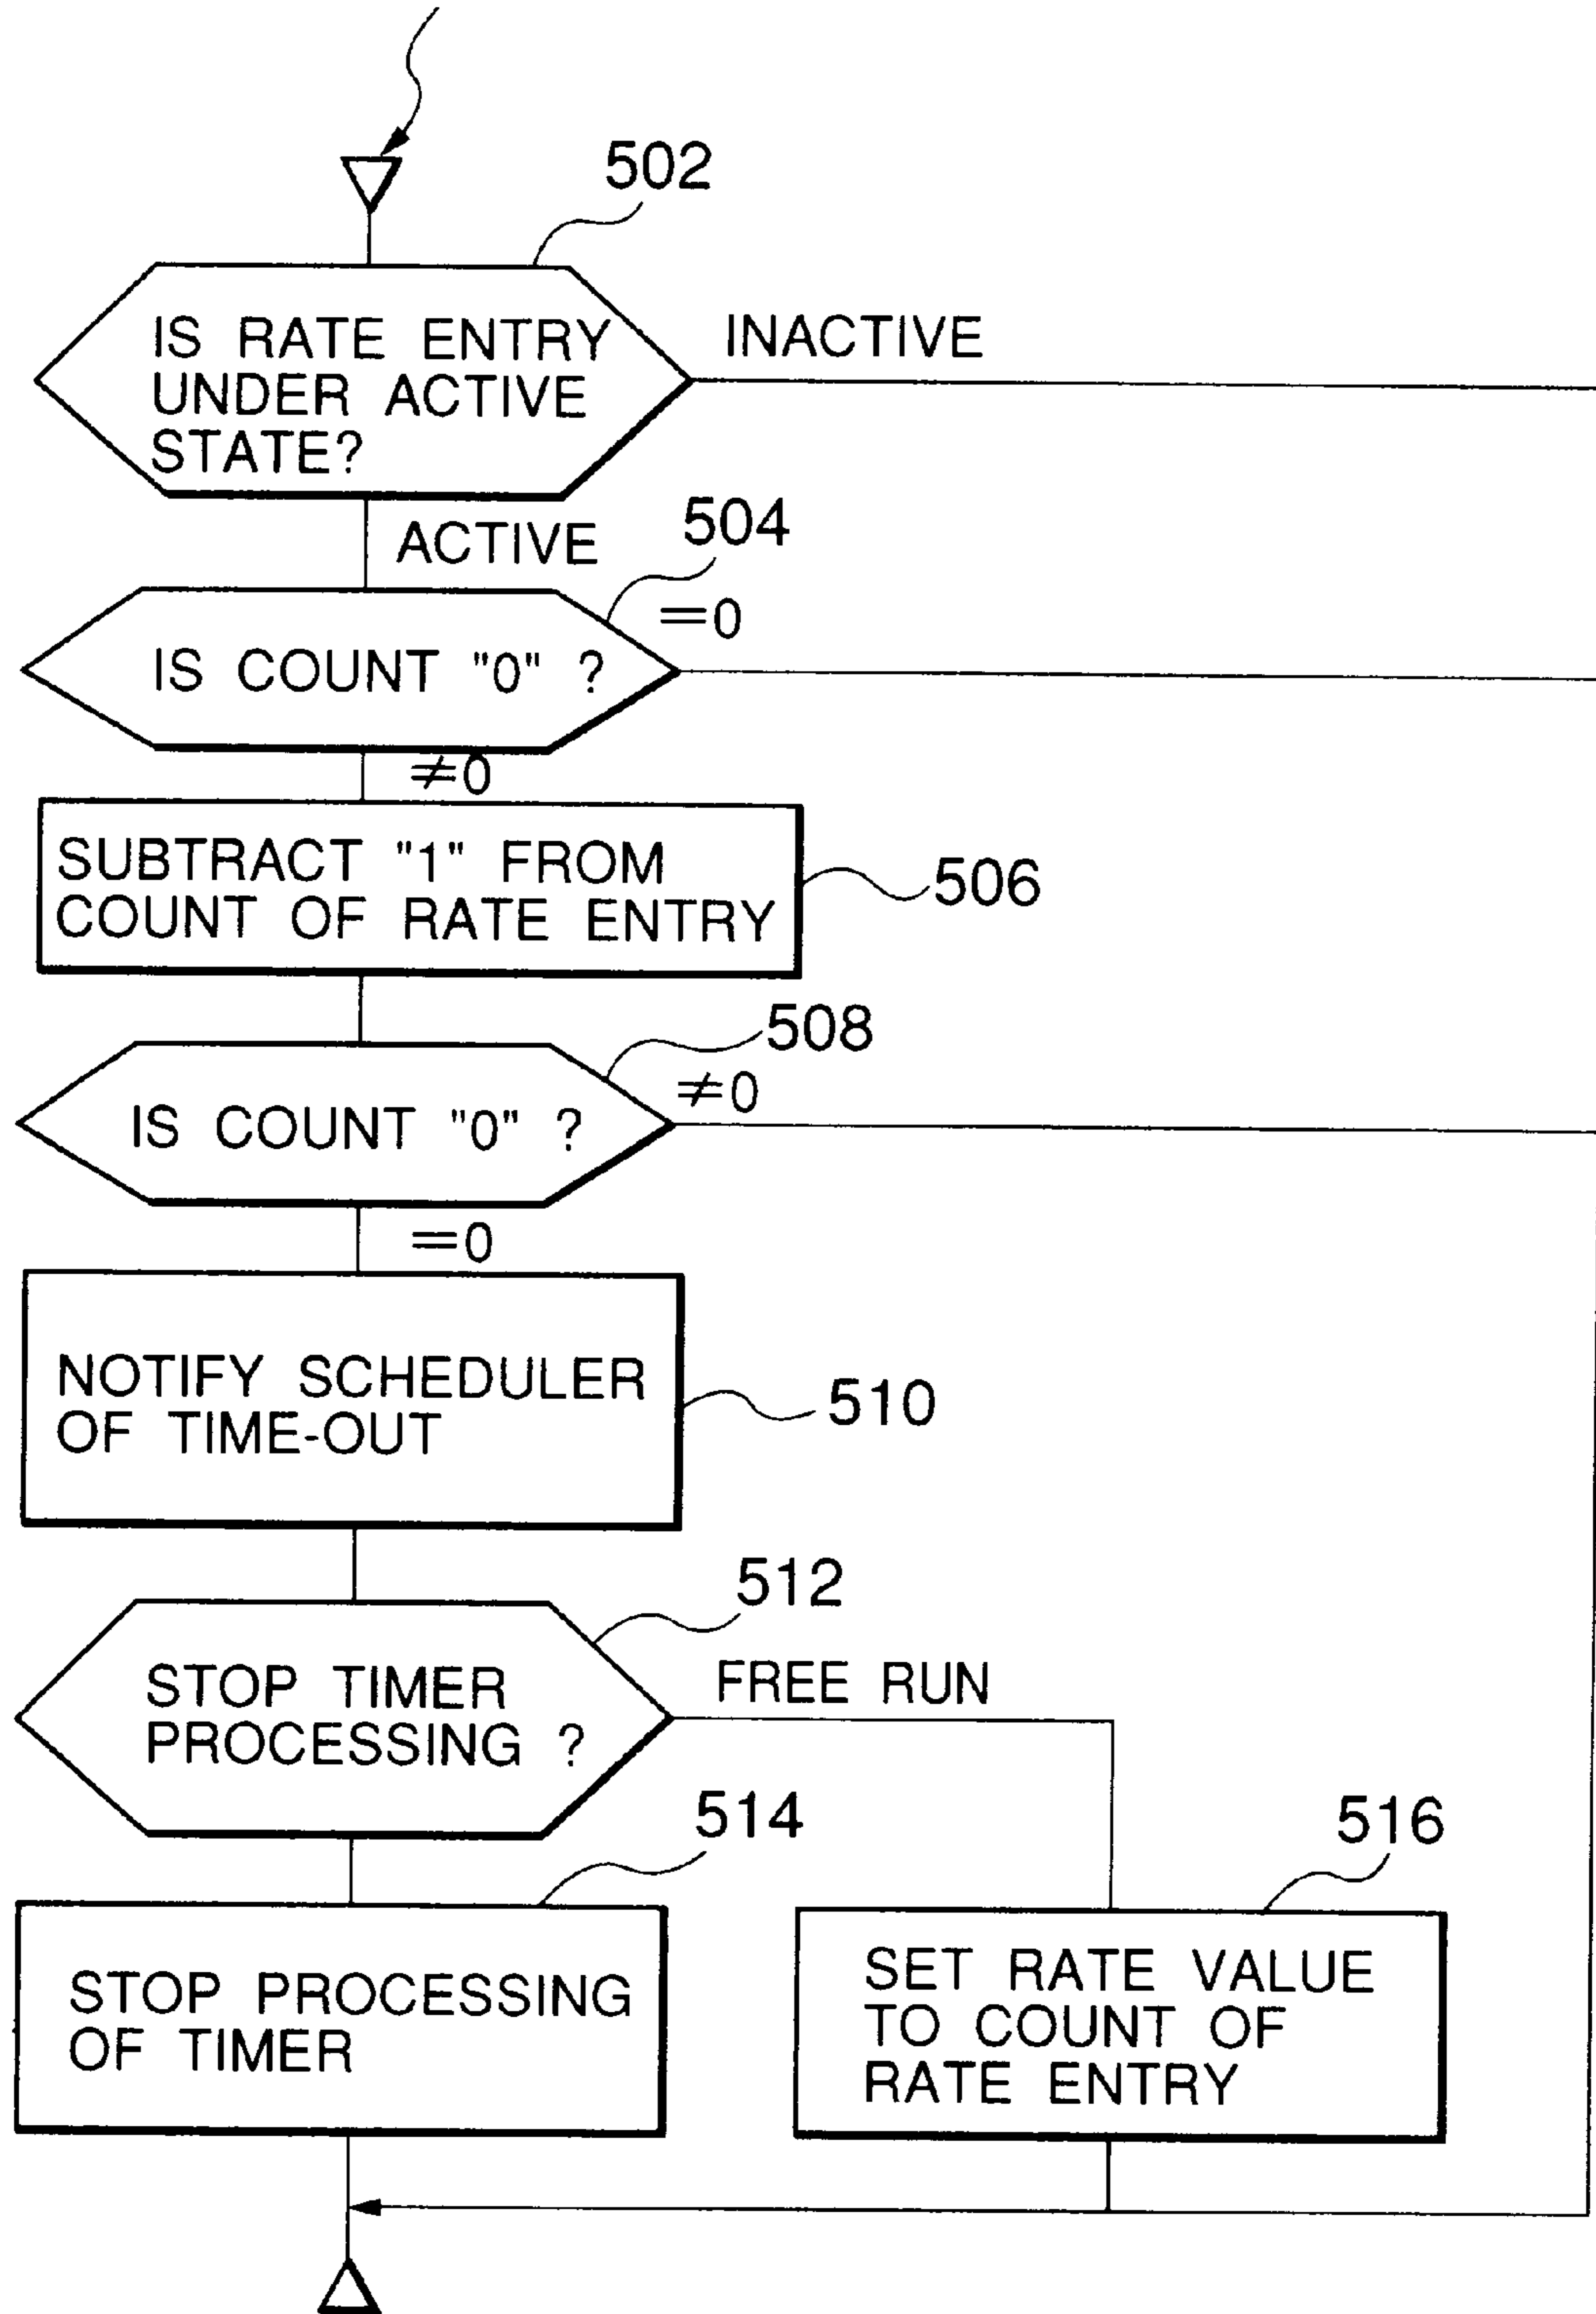 502
IS RATE ENTRY
UNDER ACTIVE
STATE?
INACTIVE
ACTIVE
504
=0
IS COUNT "0" ?
≠0
SUBTRACT "1" FROM
COUNT OF RATE ENTRY
506
508
≠0
IS COUNT "0" ?
=0
NOTIFY SCHEDULER
OF TIME-OUT
510
512
STOP TIMER
PROCESSING ?
FREE RUN
514
STOP PROCESSING
OF TIMER
516
SET RATE VALUE
TO COUNT OF
RATE ENTRY